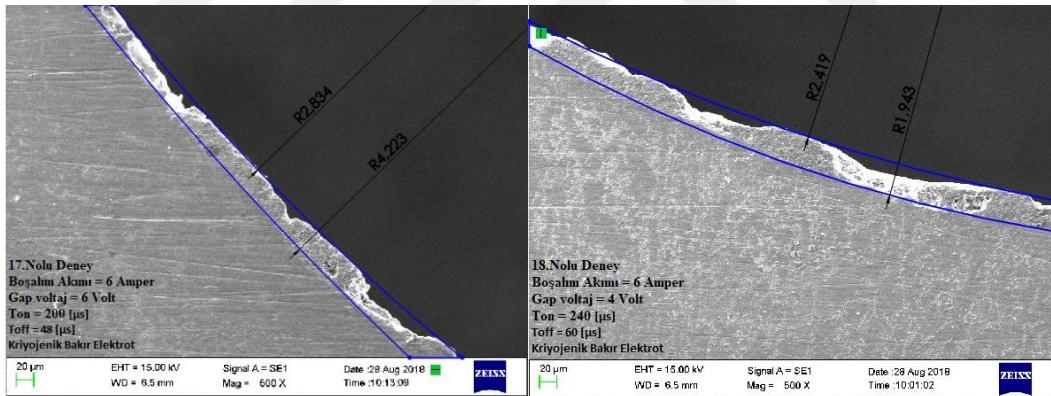 R2,834
R4,223
17.Nolu Deney
Boşalım Akımı = 6 Amper
Gap voltaj = 6 Volt
Ton = 200 [µs]
Toff = 48 [µs]
Kriyojenik Bakır Elektrot
20 µm
EHT = 15.00 kV
Signal A = SE1
Date :28 Aug 2018
WD = 6.5 mm
Mag = 500 X
Time :10:13:09
ZEISS
R2,419
R1,943
18.Nolu Deney
Boşalım Akımı = 6 Amper
Gap voltaj = 4 Volt
Ton = 240 [µs]
Toff = 60 [µs]
Kriyojenik Bakır Elektrot
20 µm
EHT = 15.00 kV
Signal A = SE1
Date :28 Aug 2018
WD = 6.5 mm
Mag = 500 X
Time :10:01:02
ZEISS